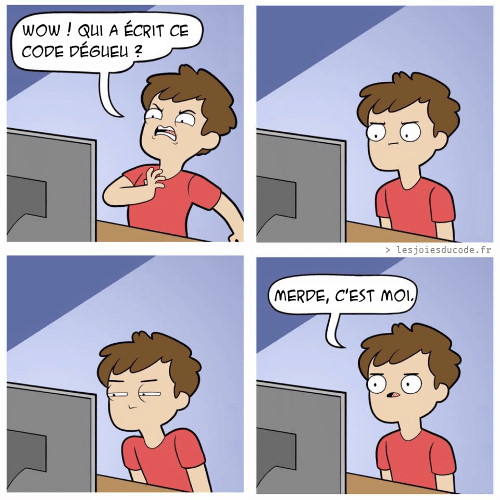 WOW ! QUI A ÉCRIT CE
CODE DÉGUEU ?
> lesjoiesducode.fr
MERDE, C'EST MOI.